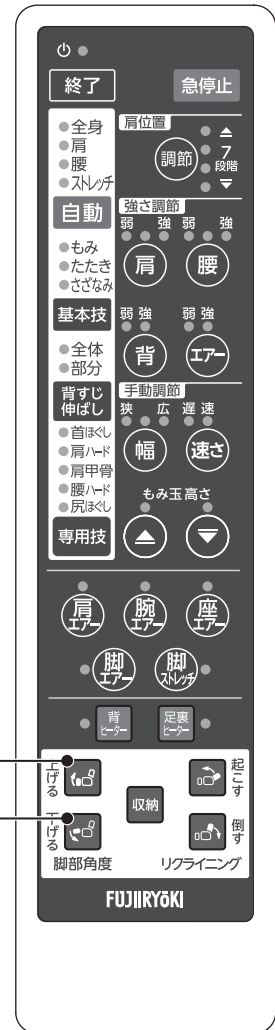 終了
急停止
全身
肩
腰
ストレッチ
自動
もみ
たたき
さざなみ
基本技
全体
部分
背すじ
伸ばし
首ほぐし
肩ハード
肩甲骨
腰ハード
尻ほぐし
専用技
肩位置
調節
7
段階
強さ調節
弱 強 弱 強
肩 腰
弱 強 弱 強
背 エアー
手動調節
狭 広 遅 速
幅 速さ
もみ玉高さ
肩エアー 腕エアー 座エアー
脚エアー 脚ストレッチ
背ヒーター 足裏ヒーター
上げる
下げる
脚部角度
収納
起こす
倒す
リクライニング
FUJIIRYŌKI